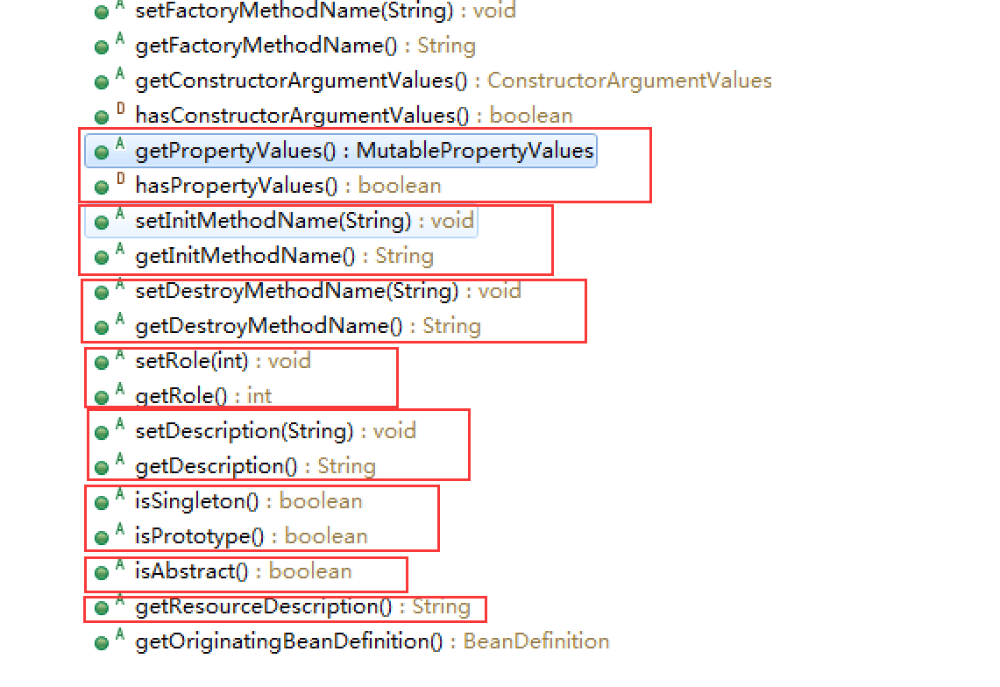 A setFactoryMethodName(String) : void
A getFactoryMethodName() : String
A getConstructorArgumentValues() : ConstructorArgumentValues
D hasConstructorArgumentValues() : boolean
A getPropertyValues() : MutablePropertyValues
D hasPropertyValues() : boolean
A setInitMethodName(String) : void
A getInitMethodName() : String
A setDestroyMethodName(String) : void
A getDestroyMethodName() : String
A setRole(int) : void
A getRole() : int
A setDescription(String) : void
A getDescription() : String
A isSingleton() : boolean
A isPrototype() : boolean
A isAbstract() : boolean
A getResourceDescription() : String
A getOriginatingBeanDefinition() : BeanDefinition